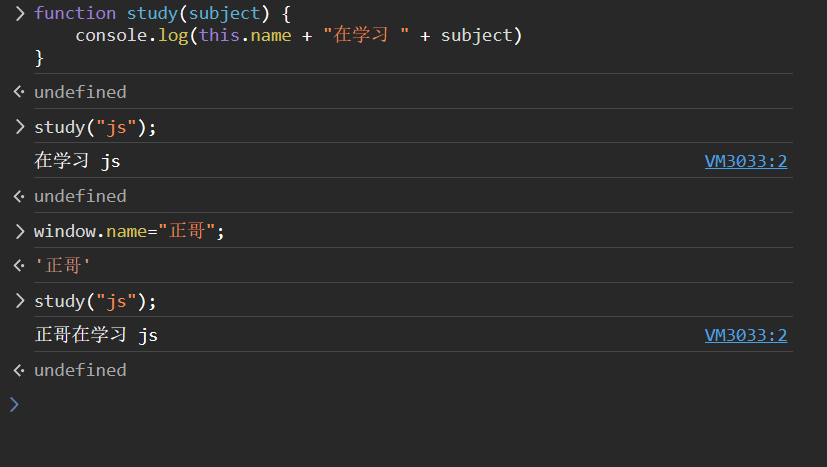 function study(subject) {
    console.log(this.name + "在学习 " + subject)
}
undefined
study("js");
在学习 js VM3033:2
undefined
window.name="正哥";
'正哥'
study("js");
正哥在学习 js VM3033:2
undefined